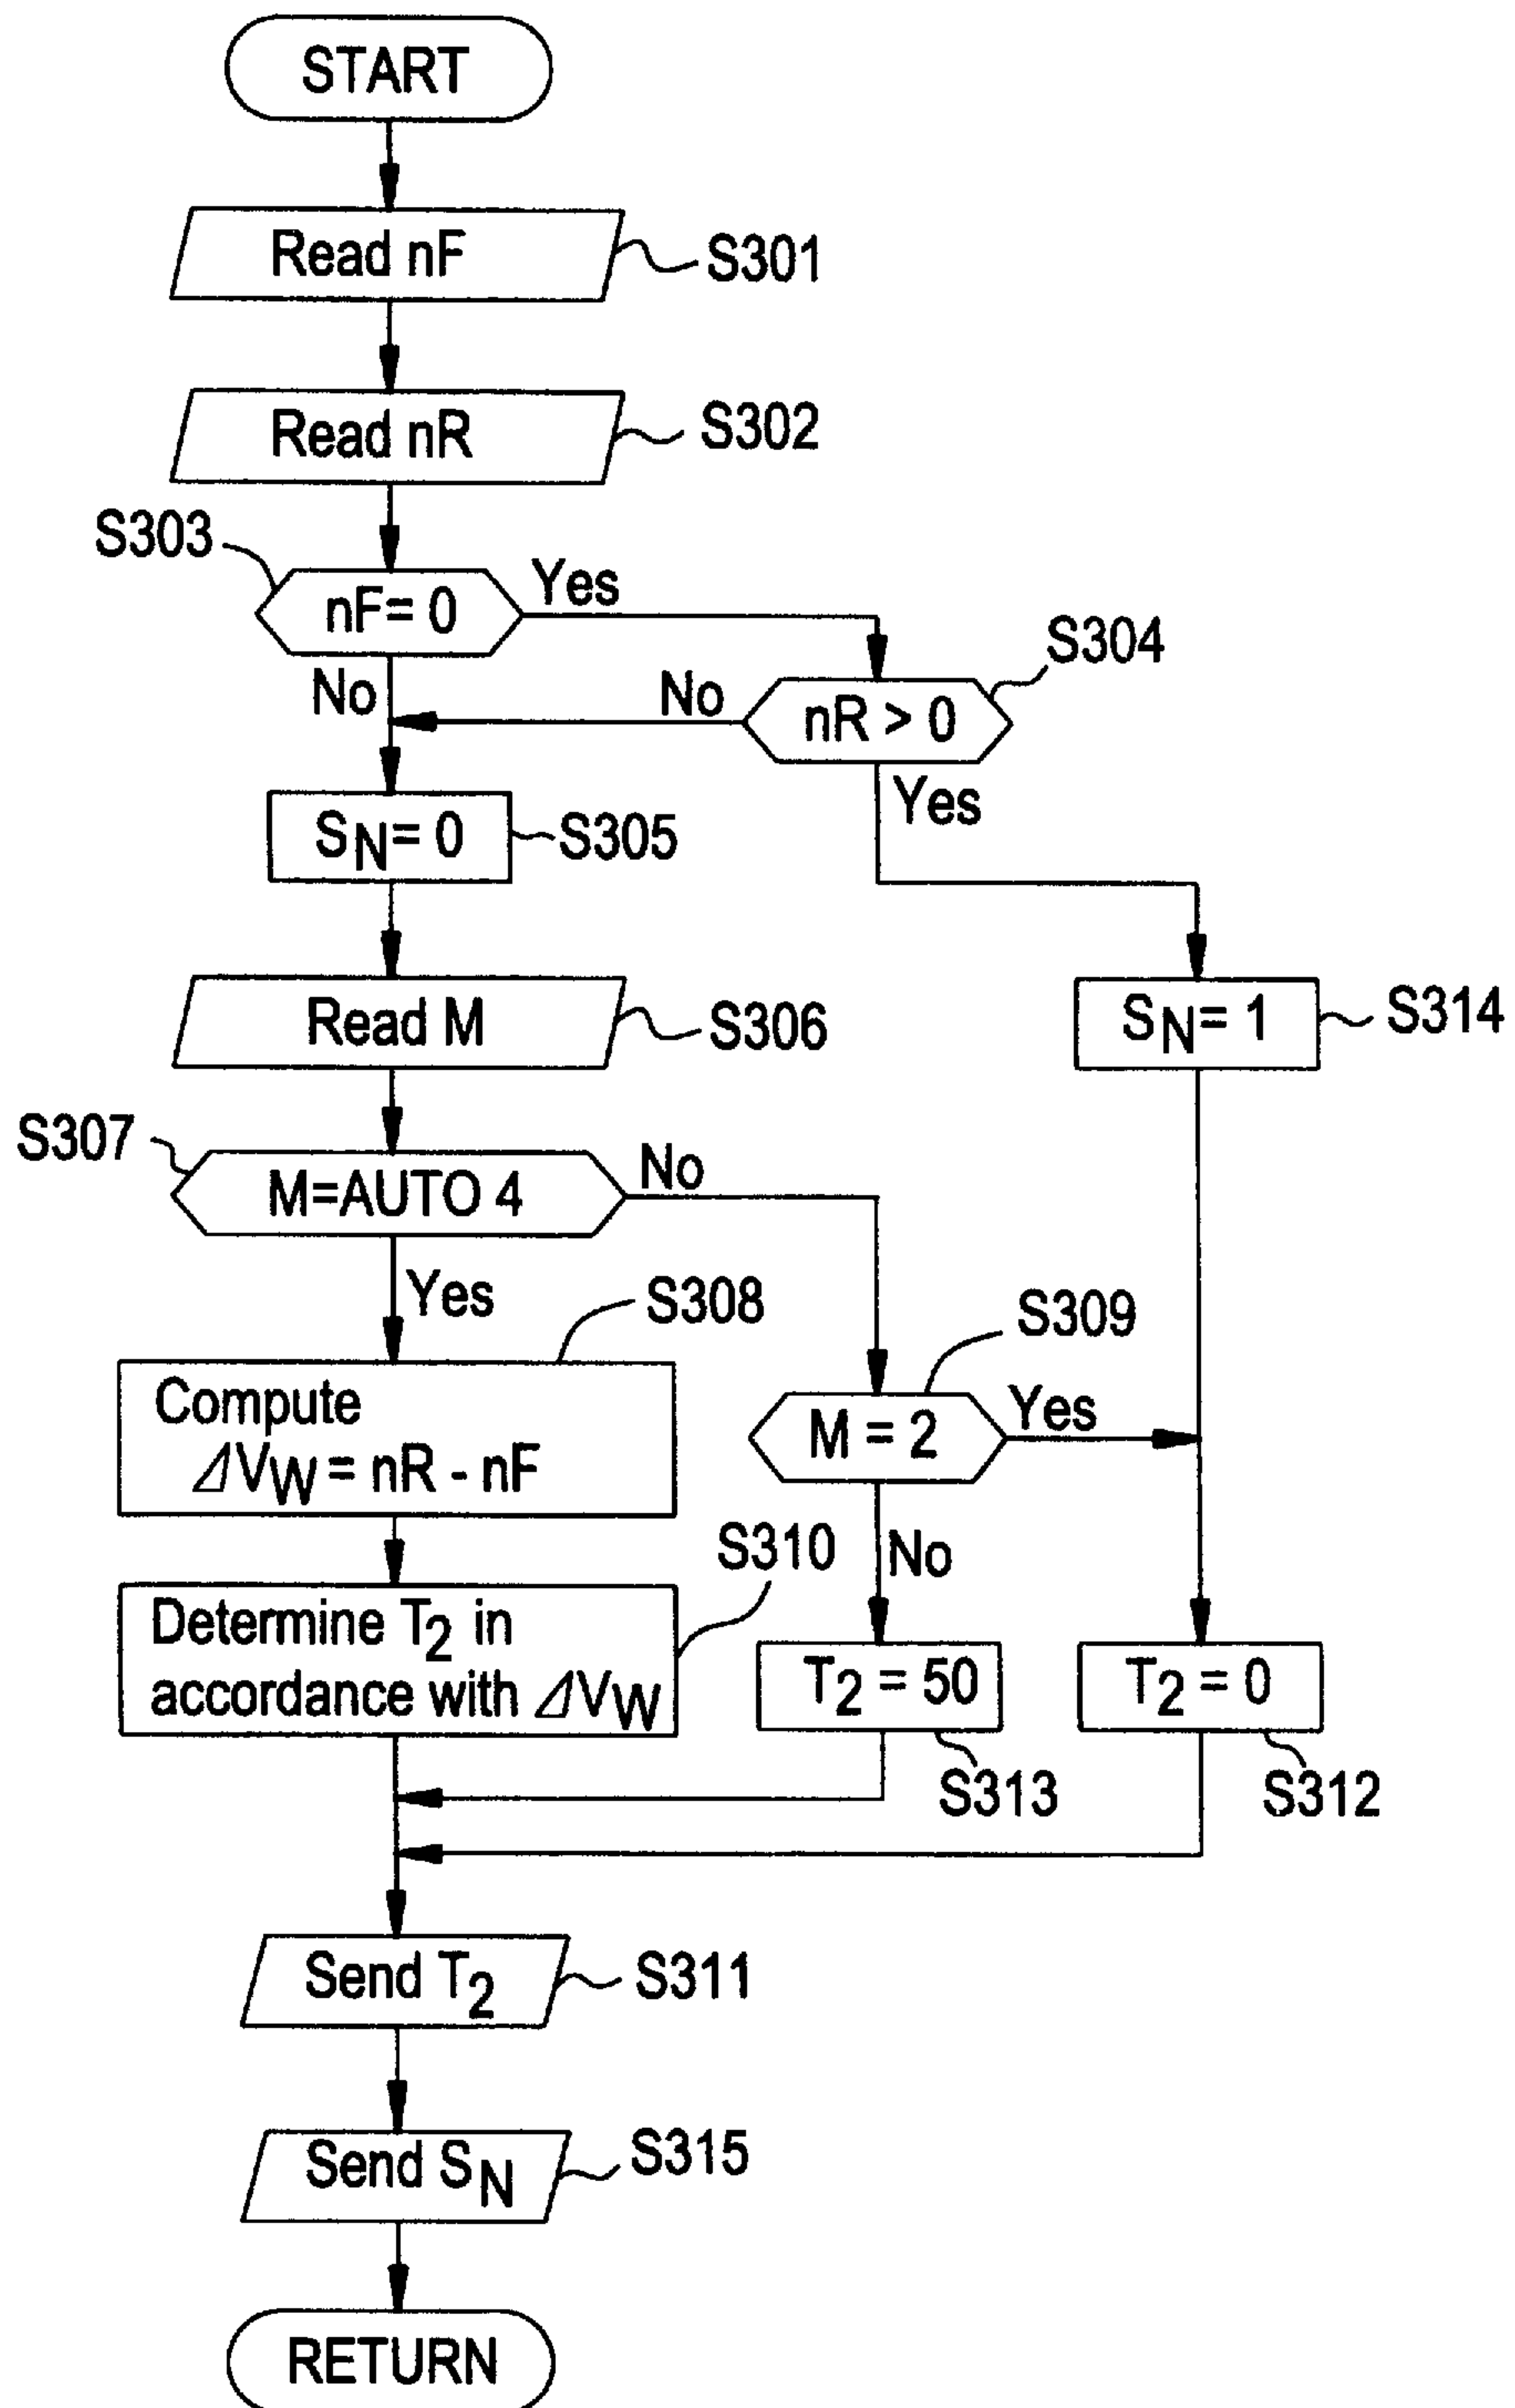 START
Read nF
S301
Read nR
S302
S303
nF= 0
Yes
No
S304
nR > 0
No
Yes
SN= 0
S305
Read M
S306
SN= 1
S314
S307
M=AUTO 4
No
Yes
S308
Compute
⊿VW = nR - nF
S309
M = 2
Yes
No
S310
Determine T2 in
accordance with ⊿VW
T2 = 50
S313
T2 = 0
S312
Send T2
S311
Send SN
S315
RETURN